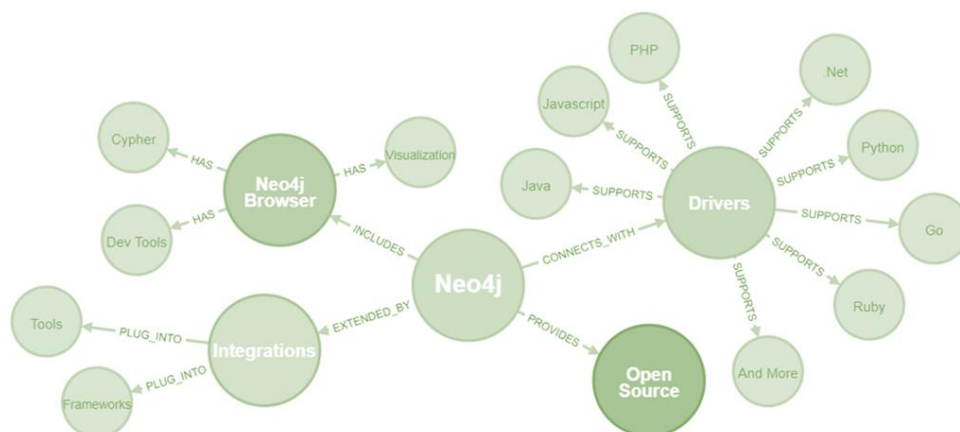 PHP
.Net
SUPPORTS
SUPPORTS
Javascript
SUPPORTS
Cypher
HAS
Neo4j
Browser
HAS
Visualization
Python
SUPPORTS
Java
SUPPORTS
Drivers
HAS
Dev Tools
SUPPORTS
Go
INCLUDES
CONNECTS_WITH
SUPPORTS
Neo4j
SUPPORTS
Ruby
EXTENDED_BY
PROVIDES
Tools
PLUG_INTO
Integrations
PLUG_INTO
Frameworks
Open
Source
And More